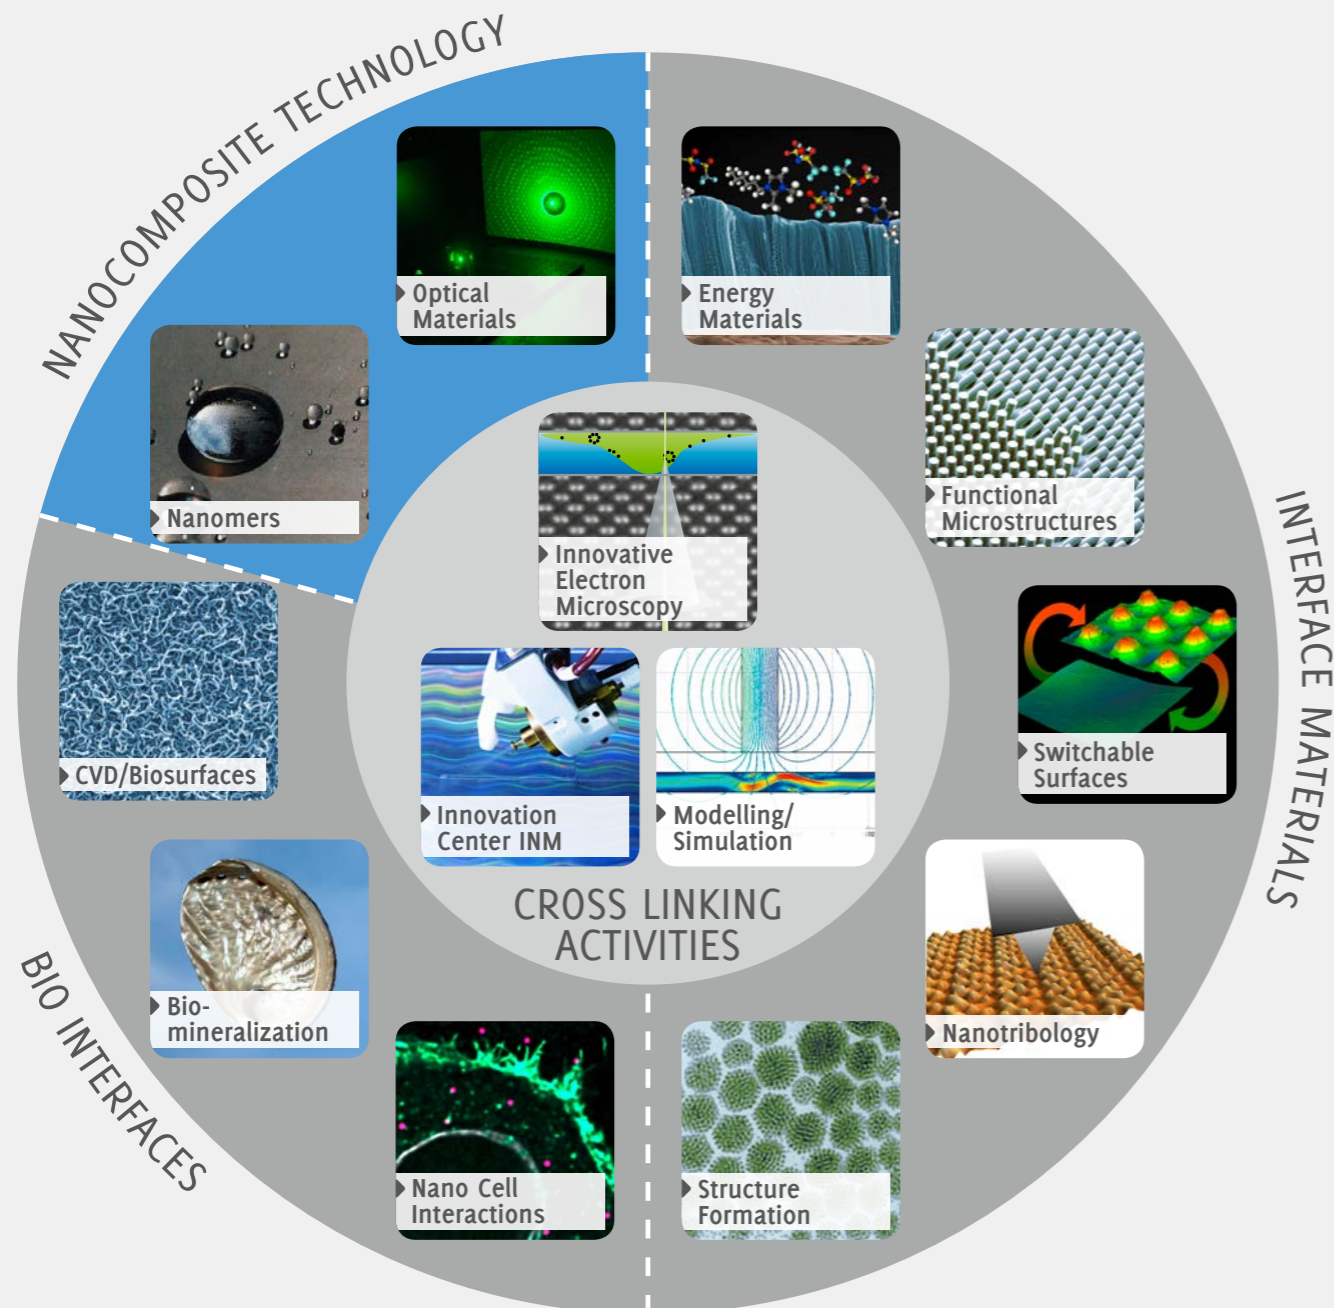 NANOCOMPOSITE TECHNOLOGY
Optical
Materials
Energy
Materials
Nanomers
Functional
Microstructures
Innovative
Electron
Microscopy
INTERFACE MATERIALS
CVD/Biosurfaces
Switchable
Surfaces
Innovation
Center INM
Modelling/
Simulation
CROSS LINKING
ACTIVITIES
BIO INTERFACES
Bio-
mineralization
Nanotribology
Nano Cell
Interactions
Structure
Formation